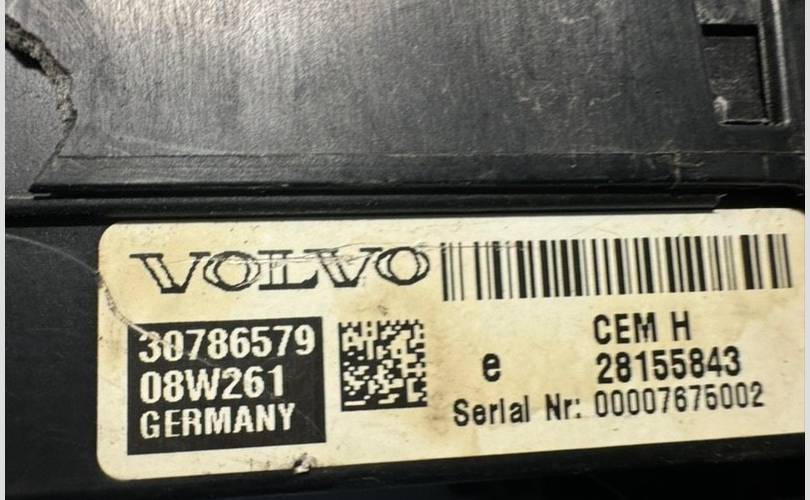 VOLVO
30786579
08W261
GERMANY
CEM H
e 28155843
Serial Nr: 00007675002